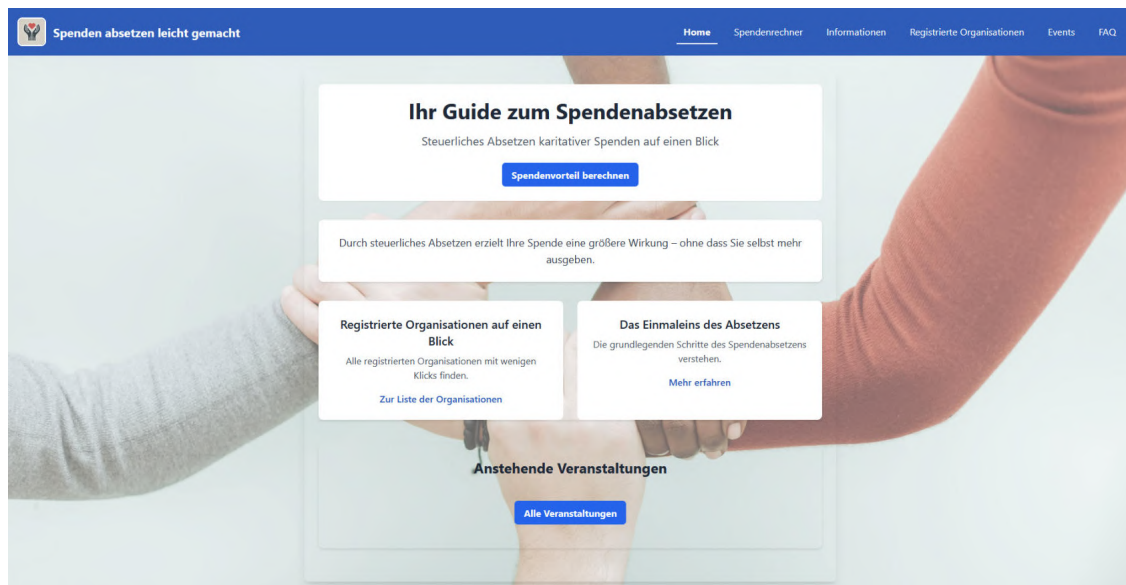 Spenden absetzen leicht gemacht
Home
Spendenrechner
Informationen
Registrierte Organisationen
Events
FAQ
Ihr Guide zum Spendenabsetzen
Steuerliches Absetzen karitativer Spenden auf einen Blick
Spendenvorteil berechnen
Durch steuerliches Absetzen erzielt Ihre Spende eine größere Wirkung – ohne dass Sie selbst mehr
ausgeben.
Registrierte Organisationen auf einen
Blick
Alle registrierten Organisationen mit wenigen
Klicks finden.
Zur Liste der Organisationen
Das Einmaleins des Absetzens
Die grundlegenden Schritte des Spendenabsetzens
verstehen.
Mehr erfahren
Anstehende Veranstaltungen
Alle Veranstaltungen